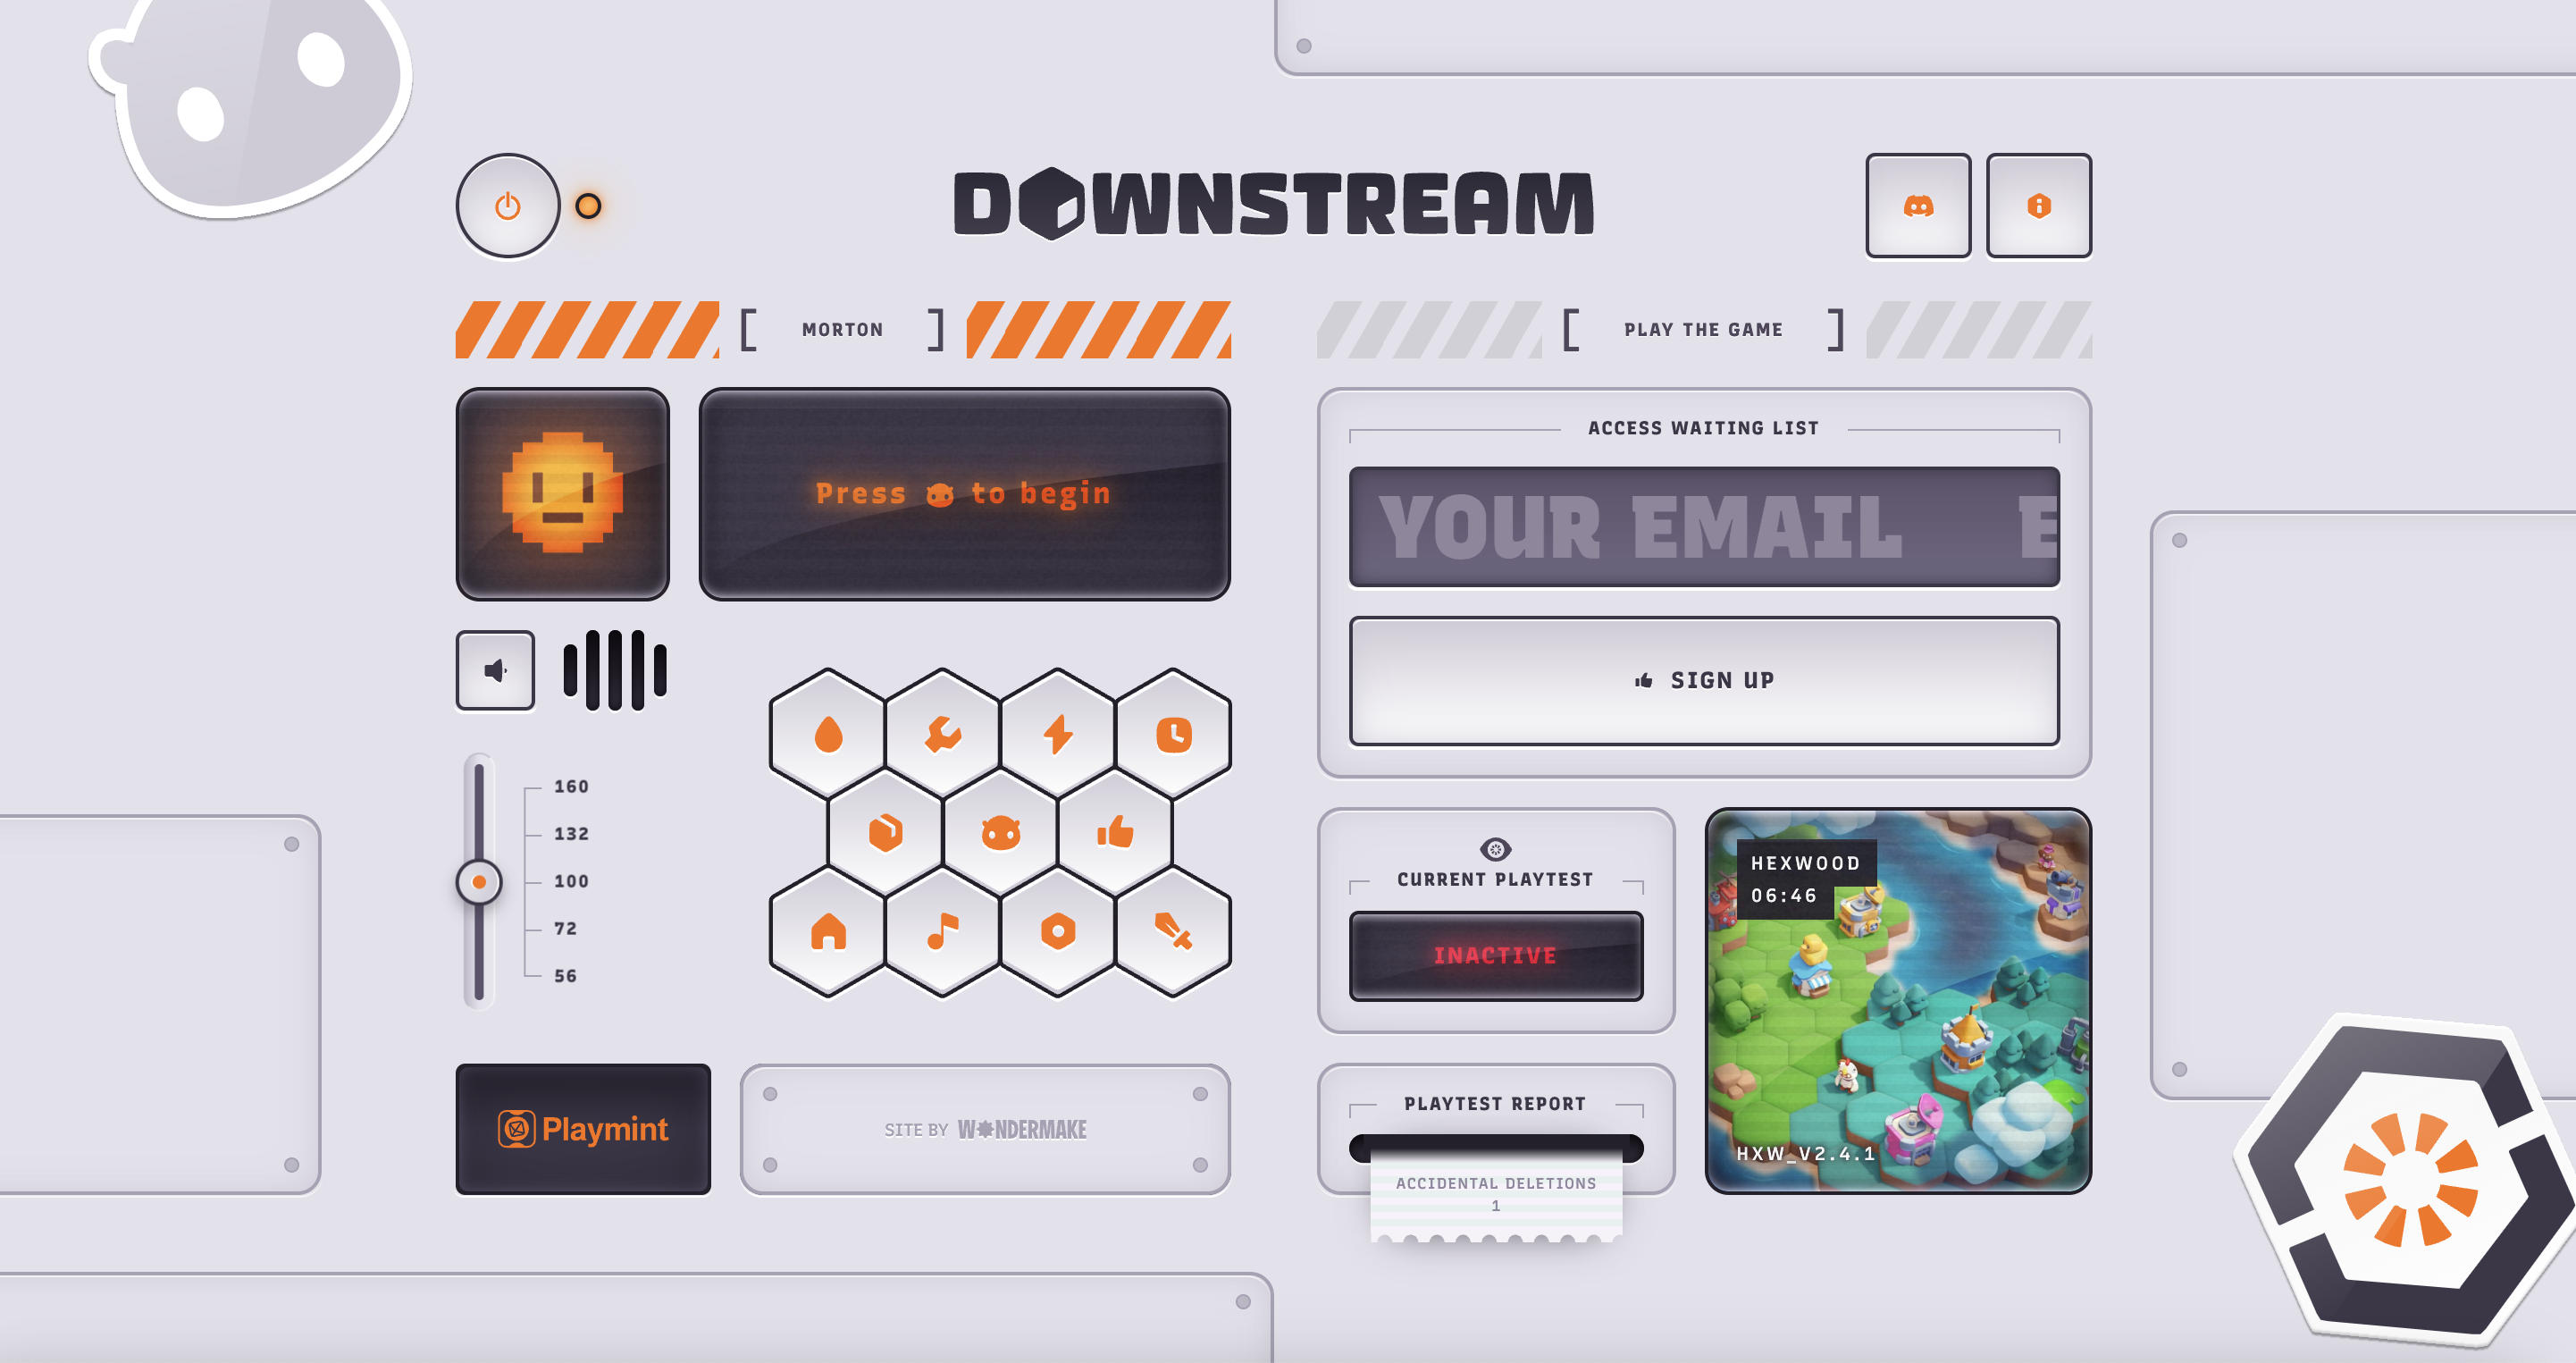 DOWNSTREAM
MORTON
PLAY THE GAME
Press to begin
ACCESS WAITING LIST
YOUR EMAIL E
SIGN UP
160
132
100
72
56
CURRENT PLAYTEST
INACTIVE
HEXWOOD
06:46
HXW_V2.4.1
Playmint
SITE BY WONDERMAKE
PLAYTEST REPORT
ACCIDENTAL DELETIONS
1